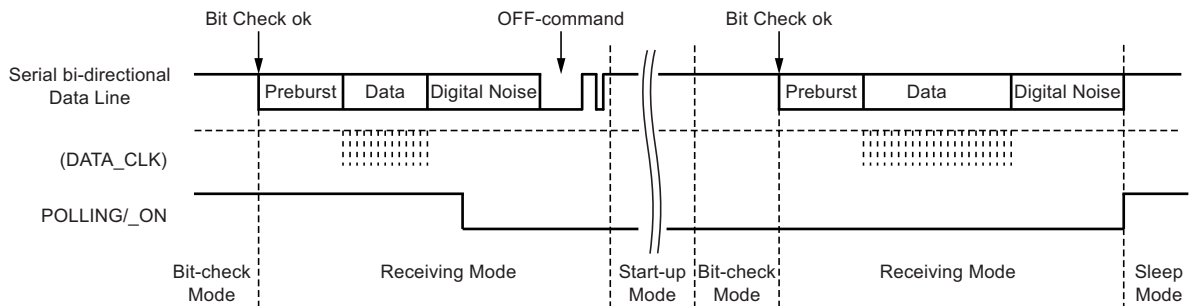 Bit Check ok
OFF-command
Bit Check ok
Serial bi-directional
Data Line
Preburst
Data
Digital Noise
Preburst
Data
Digital Noise
(DATA_CLK)
POLLING/_ON
Bit-check
Mode
Receiving Mode
Start-up
Mode
Bit-check
Mode
Receiving Mode
Sleep
Mode